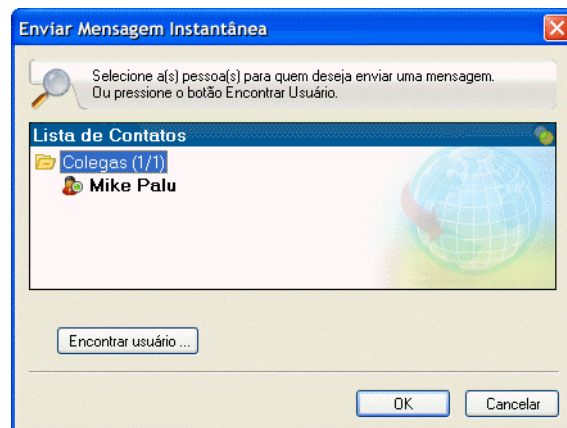 Enviar Mensagem Instantânea
Selecione a(s) pessoa(s) para quem deseja enviar uma mensagem.
Ou pressione o botão Encontrar Usuário.
Lista de Contatos
Colegas (1/1)
Mike Palu
Encontrar usuário ...
OK
Cancelar